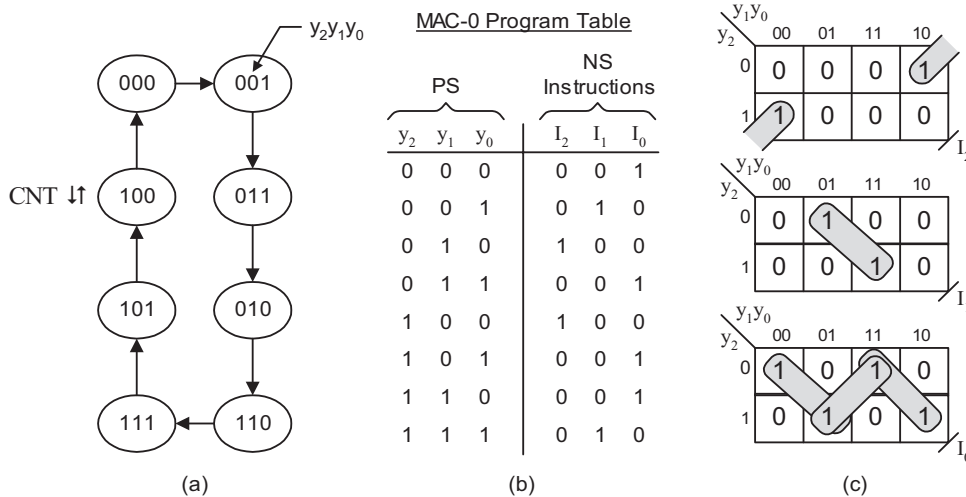 000
001
y₂y₁y₀
CNT ↓↑
100
011
101
010
111
110
(a)
MAC-0 Program Table
PS
NS
Instructions
y₂ y₁ y₀ I₂ I₁ I₀
0 0 0 0 0 1
0 0 1 0 1 0
0 1 0 1 0 0
0 1 1 0 0 1
1 0 0 1 0 0
1 0 1 0 0 1
1 1 0 0 0 1
1 1 1 0 1 0
(b)
y₁y₀
y₂ 00 01 11 10
0 0 0 0 1
1 1 0 0 0
I₂
y₁y₀
y₂ 00 01 11 10
0 0 1 0 0
1 0 0 1 0
y₁y₀
y₂ 00 01 11 10
0 1 0 1 0
1 0 1 0 1
I₀
(c)